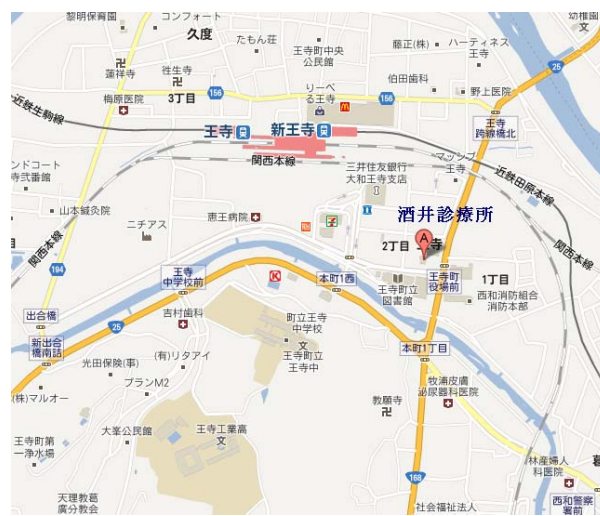 黎明保育園
コンフォート
久度
たもん荘
王寺町中央
公民館
藤正(株)
ハーティネス
王寺
幼稚園
蓮祥寺
性生寺
156
りーべ
る王寺
伯田歯科
25
梅原医院
3丁目
156
野上医院
近鉄生駒線
王寺
新王寺
王寺
跨線橋北
関西本線
三井住友銀行
大和王寺支店
マッシブ
王寺
近鉄田原本線
ンドコート
寺弐番館
山本鍼灸院
ニチアス
恵王病院
酒井診療所
A
2丁目
王寺
関西本線
関西本線
194
王寺
中学校前
本町1西
王寺町立
図書館
王寺町
役場前
1丁目
西和消防組合
消防本部
出合橋
25
吉村歯科
町立王寺
中学校
文
王寺町立
王寺中
新出合
橋南詰
本町1丁目
光田保険(事)
(有)リタアイ
プランM2
牧浦皮膚
泌尿器科医院
(株)マルオー
教願寺
大峯公民館
王寺工業高
文
王寺町第
一浄水場
林産婦人
科医院
168
天理教葛
廣分教会
社会福祉法人
西和警察
署前